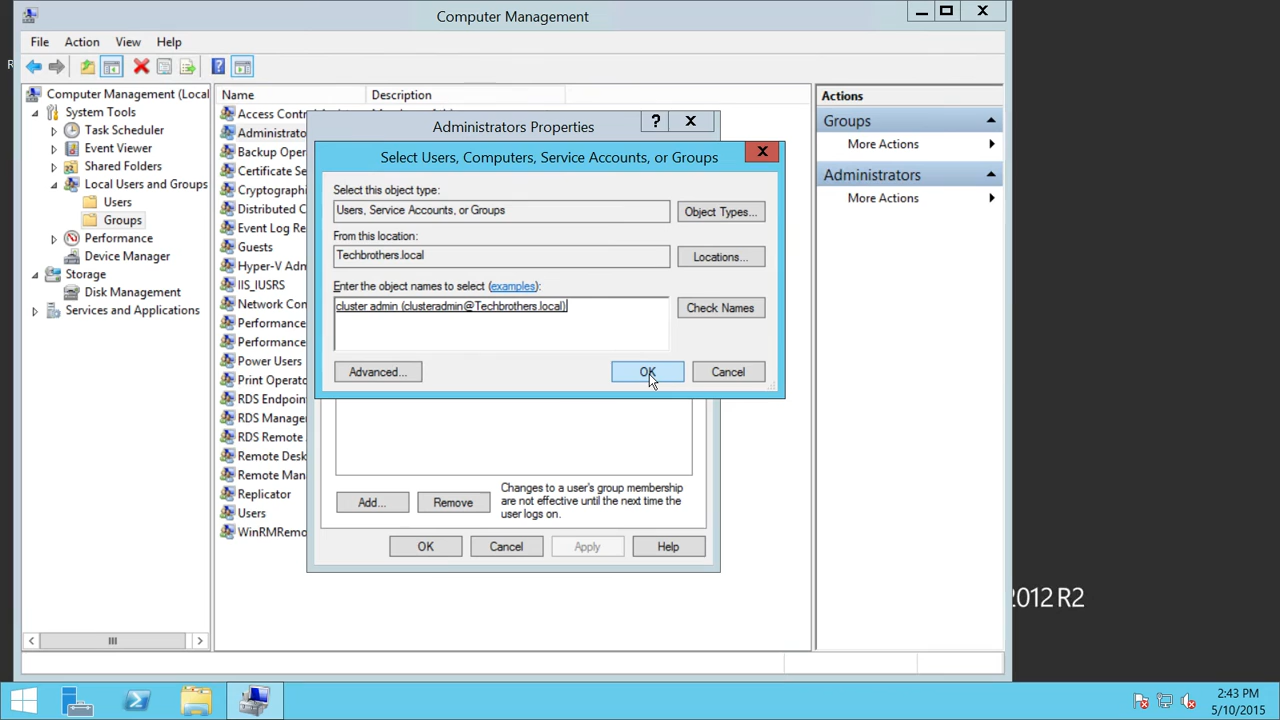 Computer Management
File Action View Help
Computer Management (Local
System Tools
Task Scheduler
Event Viewer
Shared Folders
Local Users and Groups
Users
Groups
Performance
Device Manager
Storage
Disk Management
Services and Applications
Name Description
Access Control
Administrato
Backup Oper
Certificate Se
Cryptographi
Distributed C
Event Log Re
Guests
Hyper-V Adm
IIS_IUSRS
Network Con
Performance
Performance
Power Users
Print Operato
RDS Endpoin
RDS Manage
RDS Remote
Remote Desk
Remote Man
Replicator
Users
WinRMRemo
Administrators Properties
? X
Select Users, Computers, Service Accounts, or Groups
Select this object type:
Users, Service Accounts, or Groups
Object Types...
From this location:
Techbrothers.local
Locations...
Enter the object names to select (examples):
cluster admin (clusteradmin@Techbrothers.local)
Check Names
Advanced...
OK
Cancel
Add...
Remove
Changes to a user's group membership
are not effective until the next time the
user logs on.
OK
Cancel
Apply
Help
Actions
Groups
More Actions
Administrators
More Actions
2012 R2
2:43 PM
5/10/2015